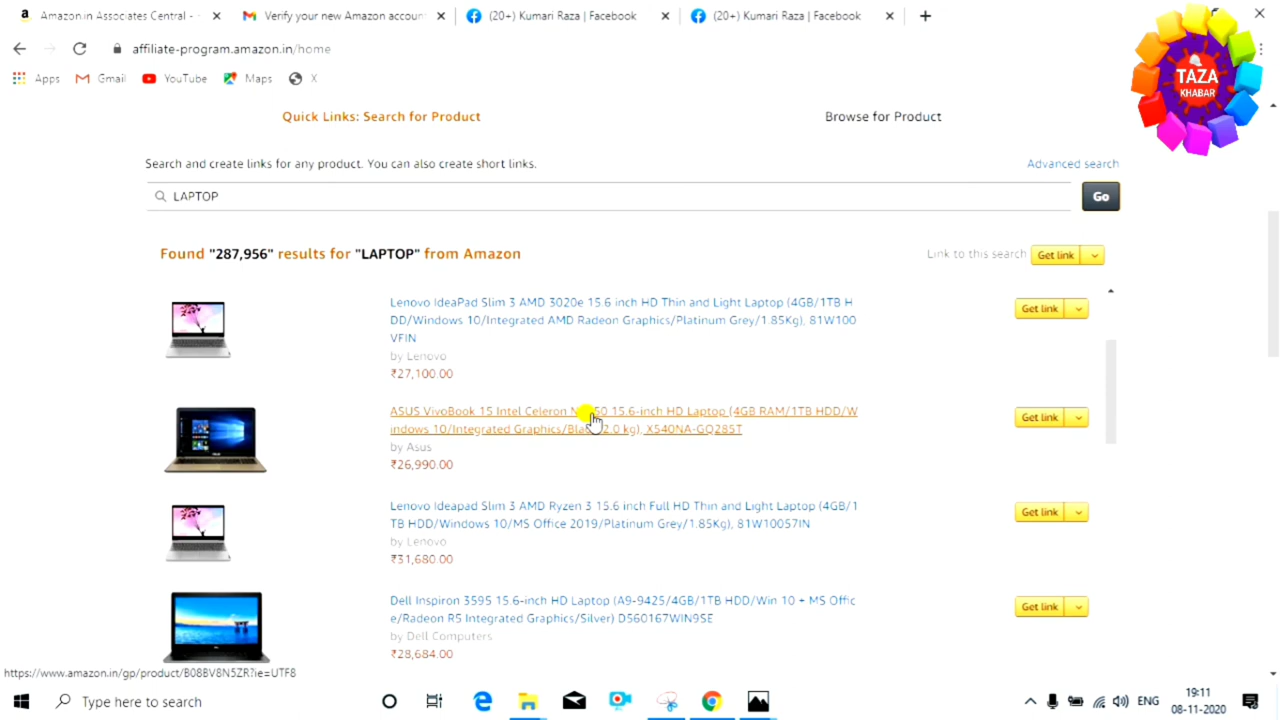 Amazon.in Associates Central -
Verify your new Amazon accoun
(20+) Kumari Raza | Facebook
(20+) Kumari Raza | Facebook
affiliate-program.amazon.in/home
Apps
Gmail
YouTube
Maps
X
TAZA
KHABAR
Quick Links: Search for Product
Browse for Product
Search and create links for any product. You can also create short links.
Advanced search
LAPTOP
Go
Found "287,956" results for "LAPTOP" from Amazon
Link to this search
Get link
Lenovo IdeaPad Slim 3 AMD 3020e 15.6 inch HD Thin and Light Laptop (4GB/1TB H
DD/Windows 10/Integrated AMD Radeon Graphics/Platinum Grey/1.85Kg), 81W100
VFIN
by Lenovo
₹27,100.00
Get link
ASUS VivoBook 15 Intel Celeron 15.6-inch HD Laptop (4GB RAM/1TB HDD/W
indows 10/Integrated Graphics/ 2.0 kg), X540NA-GQ285T
by Asus
₹26,990.00
Get link
Lenovo Ideapad Slim 3 AMD Ryzen 3 15.6 inch Full HD Thin and Light Laptop (4GB/1
TB HDD/Windows 10/MS Office 2019/Platinum Grey/1.85Kg), 81W10057IN
by Lenovo
₹31,680.00
Get link
Dell Inspiron 3595 15.6-inch HD Laptop (A9-9425/4GB/1TB HDD/Win 10 + MS Offic
e/Radeon R5 Integrated Graphics/Silver) D560167WIN9SE
by Dell Computers
₹28,684.00
Get link
https://www.amazon.in/gp/product/B08BV8N5ZR?ie=UTF8
Type here to search
ENG
19:11
08-11-2020